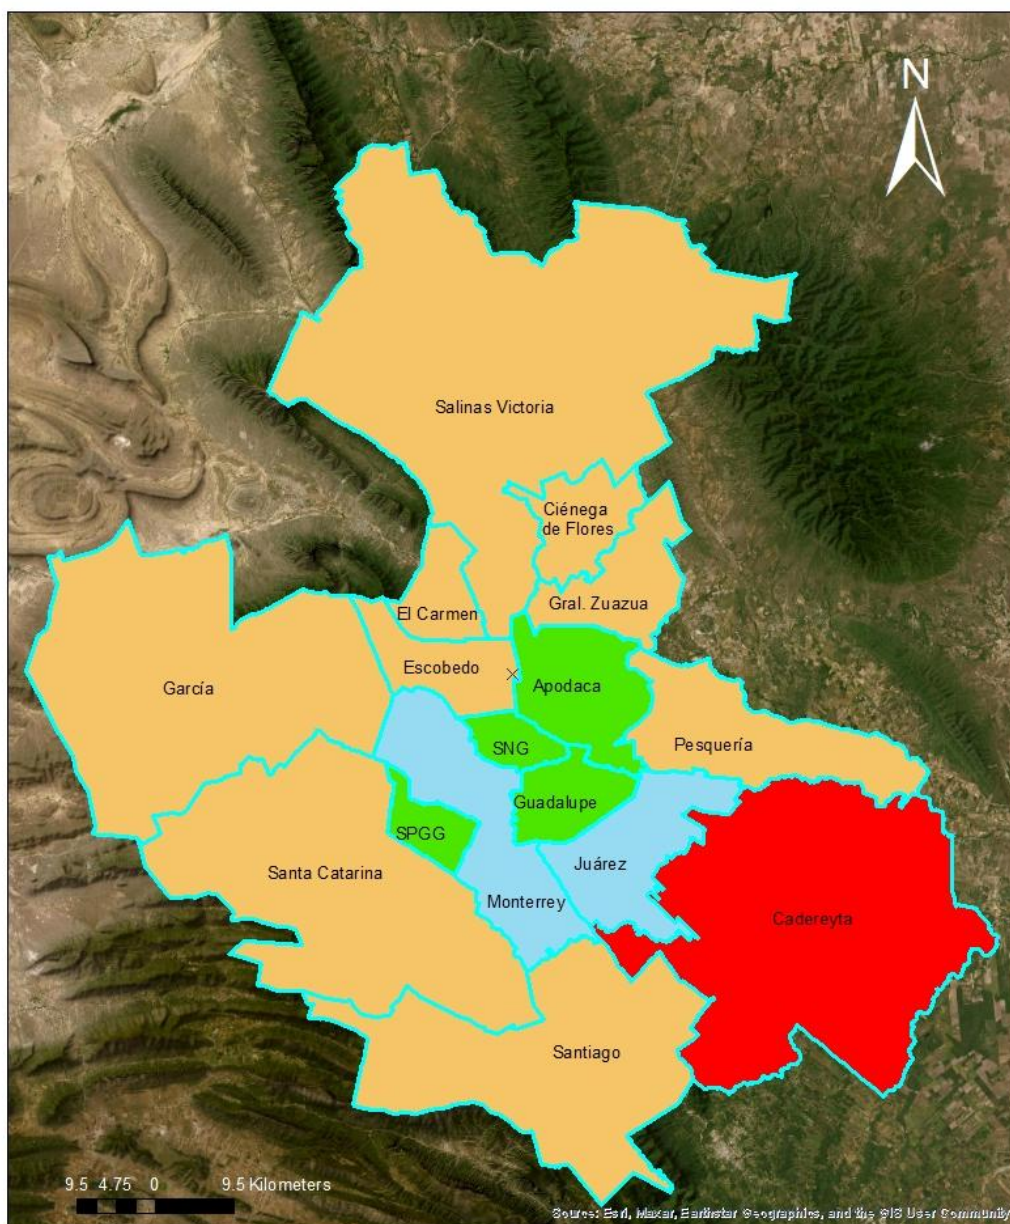 N
Salinas Victoria
Ciénega
de Flores
El Carmen
Gral. Zuazua
Escobedo
Apodaca
García
SNG
Pesquería
Guadalupe
SPGG
Santa Catarina
Juárez
Monterrey
Cadereyta
Santiago
9.5 4.75 0 9.5 Kilometers
Source: Esri, Maxar, Earthstar Geographics, and the GIS User Community